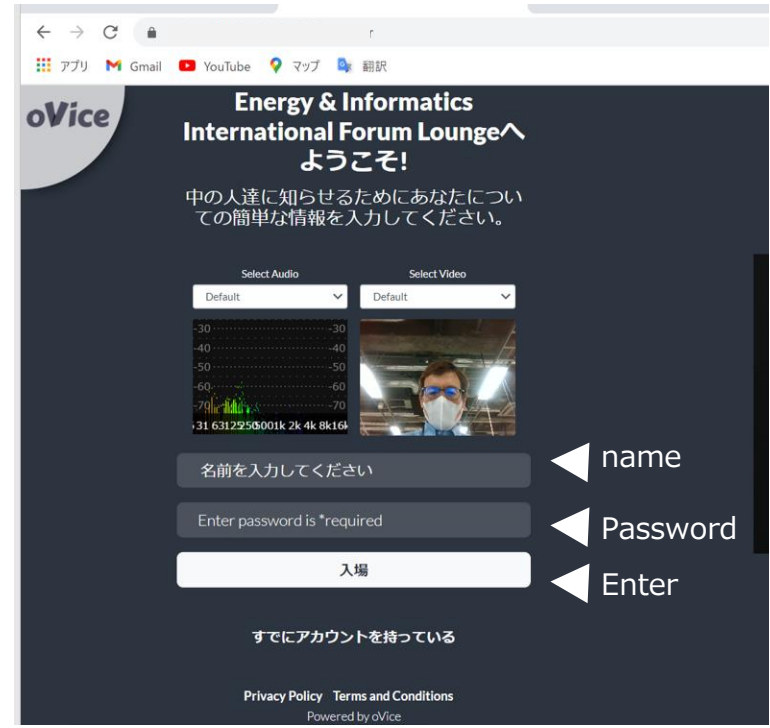 r
アプリ Gmail YouTube マップ 翻訳
oVice
Energy & Informatics
International Forum Loungeへ
ようこそ!
中の人達に知らせるためにあなたについ
ての簡単な情報を入力してください。
Select Audio Select Video
Default Default
-30 -30
-40 -40
-50 -50
-60 -60
-70 -70
31 631252505001k 2k 4k 8k16k
名前を入力してください
name
Enter password is *required
Password
入場
Enter
すでにアカウントを持っている
Privacy Policy Terms and Conditions
Powered by oVice